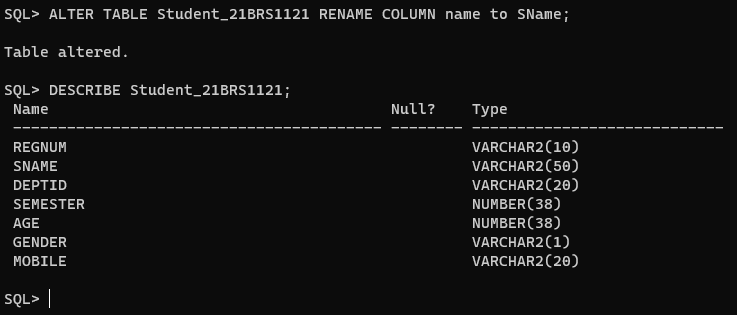 SQL> ALTER TABLE Student_21BRS1121 RENAME COLUMN name to SName;
Table altered.
SQL> DESCRIBE Student_21BRS1121;
Name                                      Null?    Type
----------------------------------------- -------- ----------------------------
REGNUM                                             VARCHAR2(10)
SNAME                                              VARCHAR2(50)
DEPTID                                             VARCHAR2(20)
SEMESTER                                           NUMBER(38)
AGE                                                NUMBER(38)
GENDER                                             VARCHAR2(1)
MOBILE                                             VARCHAR2(20)
SQL>